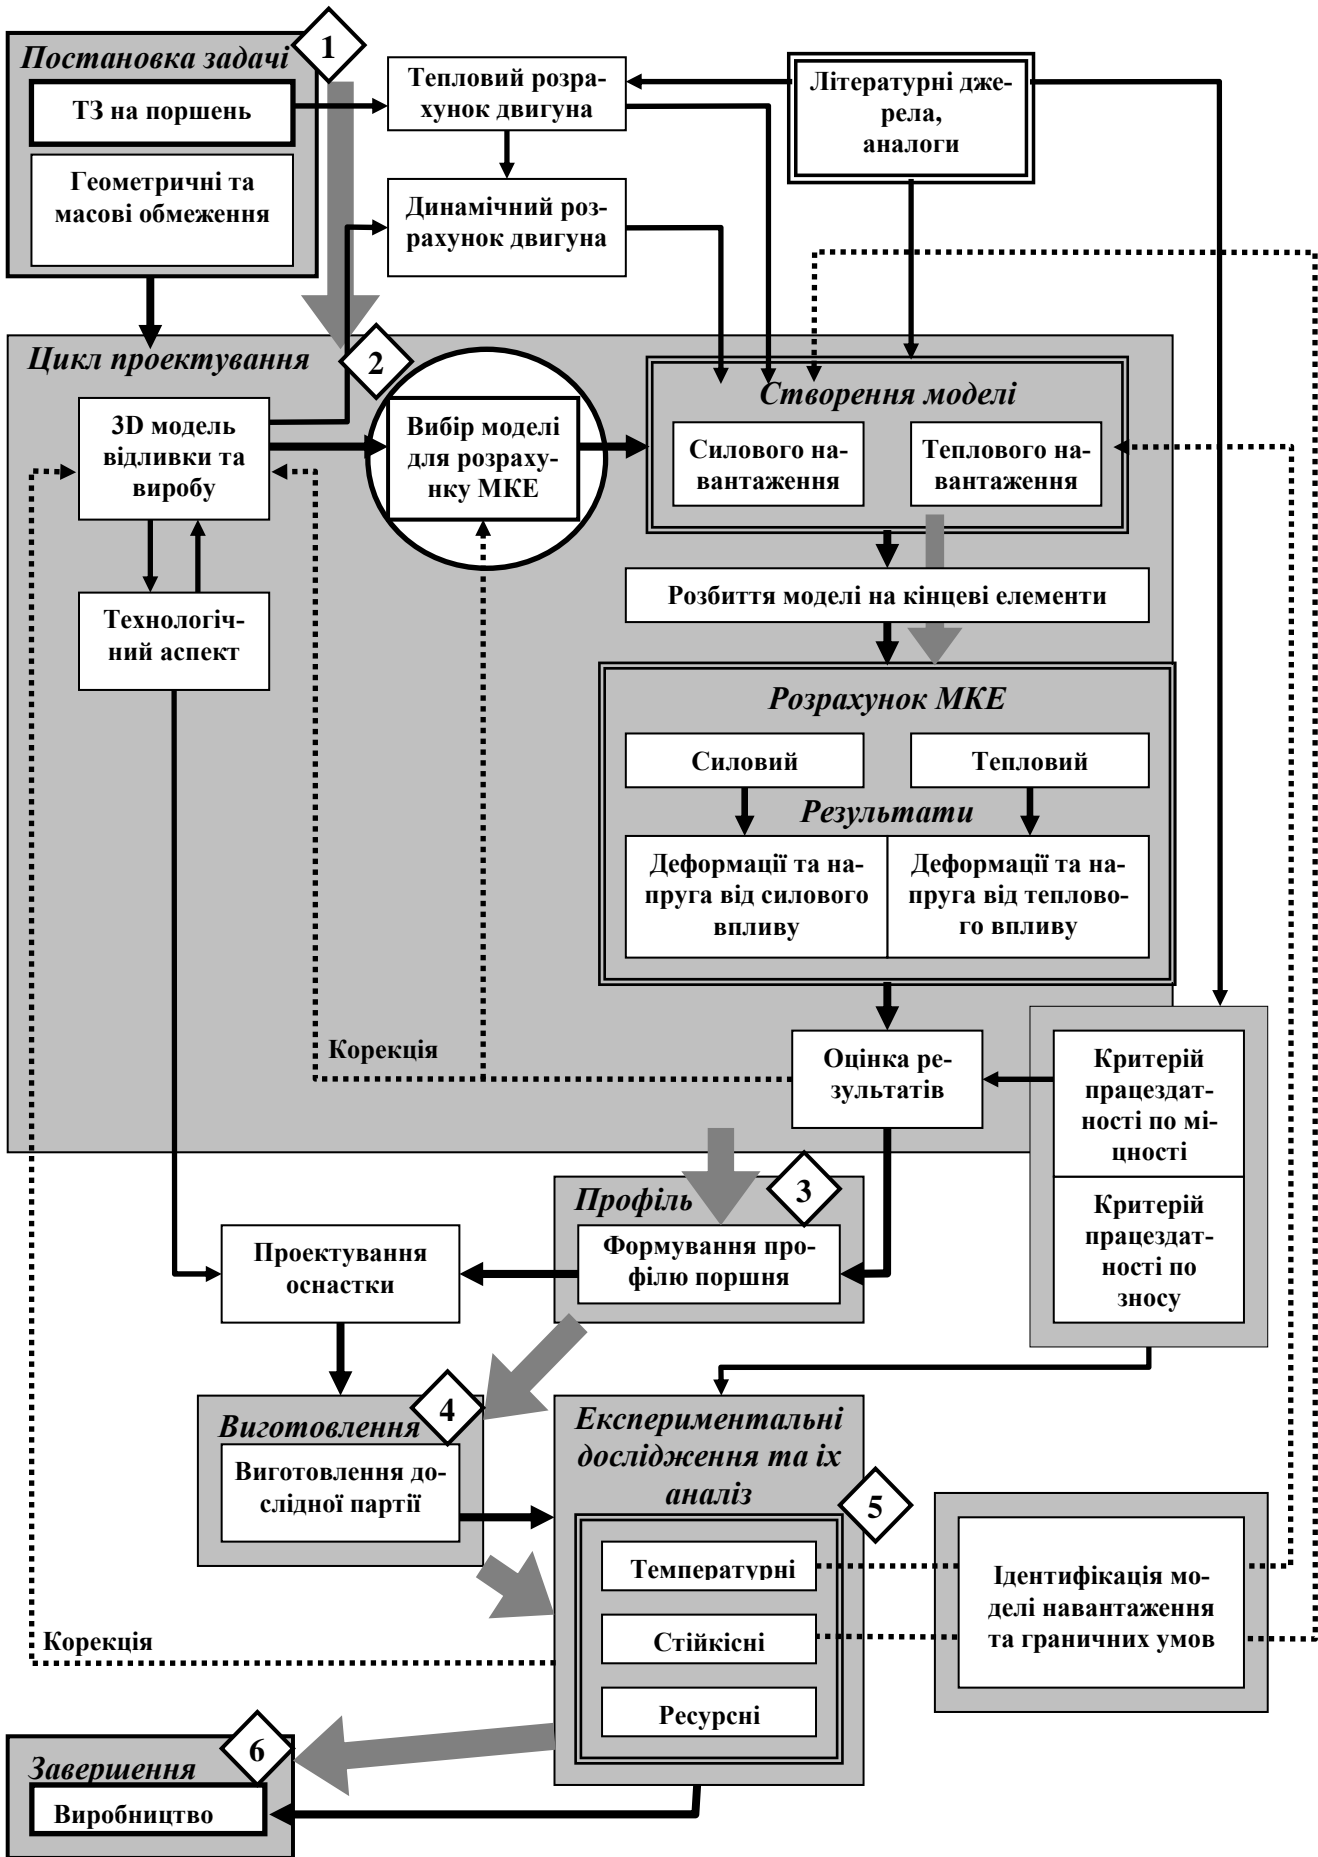 1
Постановка задачі
ТЗ на поршень
Геометричні та
масові обмеження
Тепловий розра-
хунок двигуна
Динамічний роз-
рахунок двигуна
Літературні дже-
рела,
аналоги
2
Цикл проектування
3D модель
відливки та
виробу
Вибір моделі
для розраху-
нку МКЕ
Створення моделі
Силового на-
вантаження
Теплового на-
вантаження
Технологіч-
ний аспект
Розбиття моделі на кінцеві елементи
Розрахунок МКЕ
Силовий
Тепловий
Результати
Деформації та на-
пруга від силового
впливу
Деформації та на-
пруга від теплово-
го впливу
Корекція
Оцінка ре-
зультатів
Критерій
працездат-
ності по мі-
цності
Критерій
працездат-
ності по
зносу
3
Профіль
Формування про-
філю поршня
Проектування
оснастки
4
Виготовлення
Виготовлення до-
слідної партії
Експериментальні
дослідження та іх
аналіз
5
Температурні
Стійкісні
Ресурсні
Ідентифікація мо-
делі навантаження
та граничних умов
Корекція
6
Завершення
Виробництво